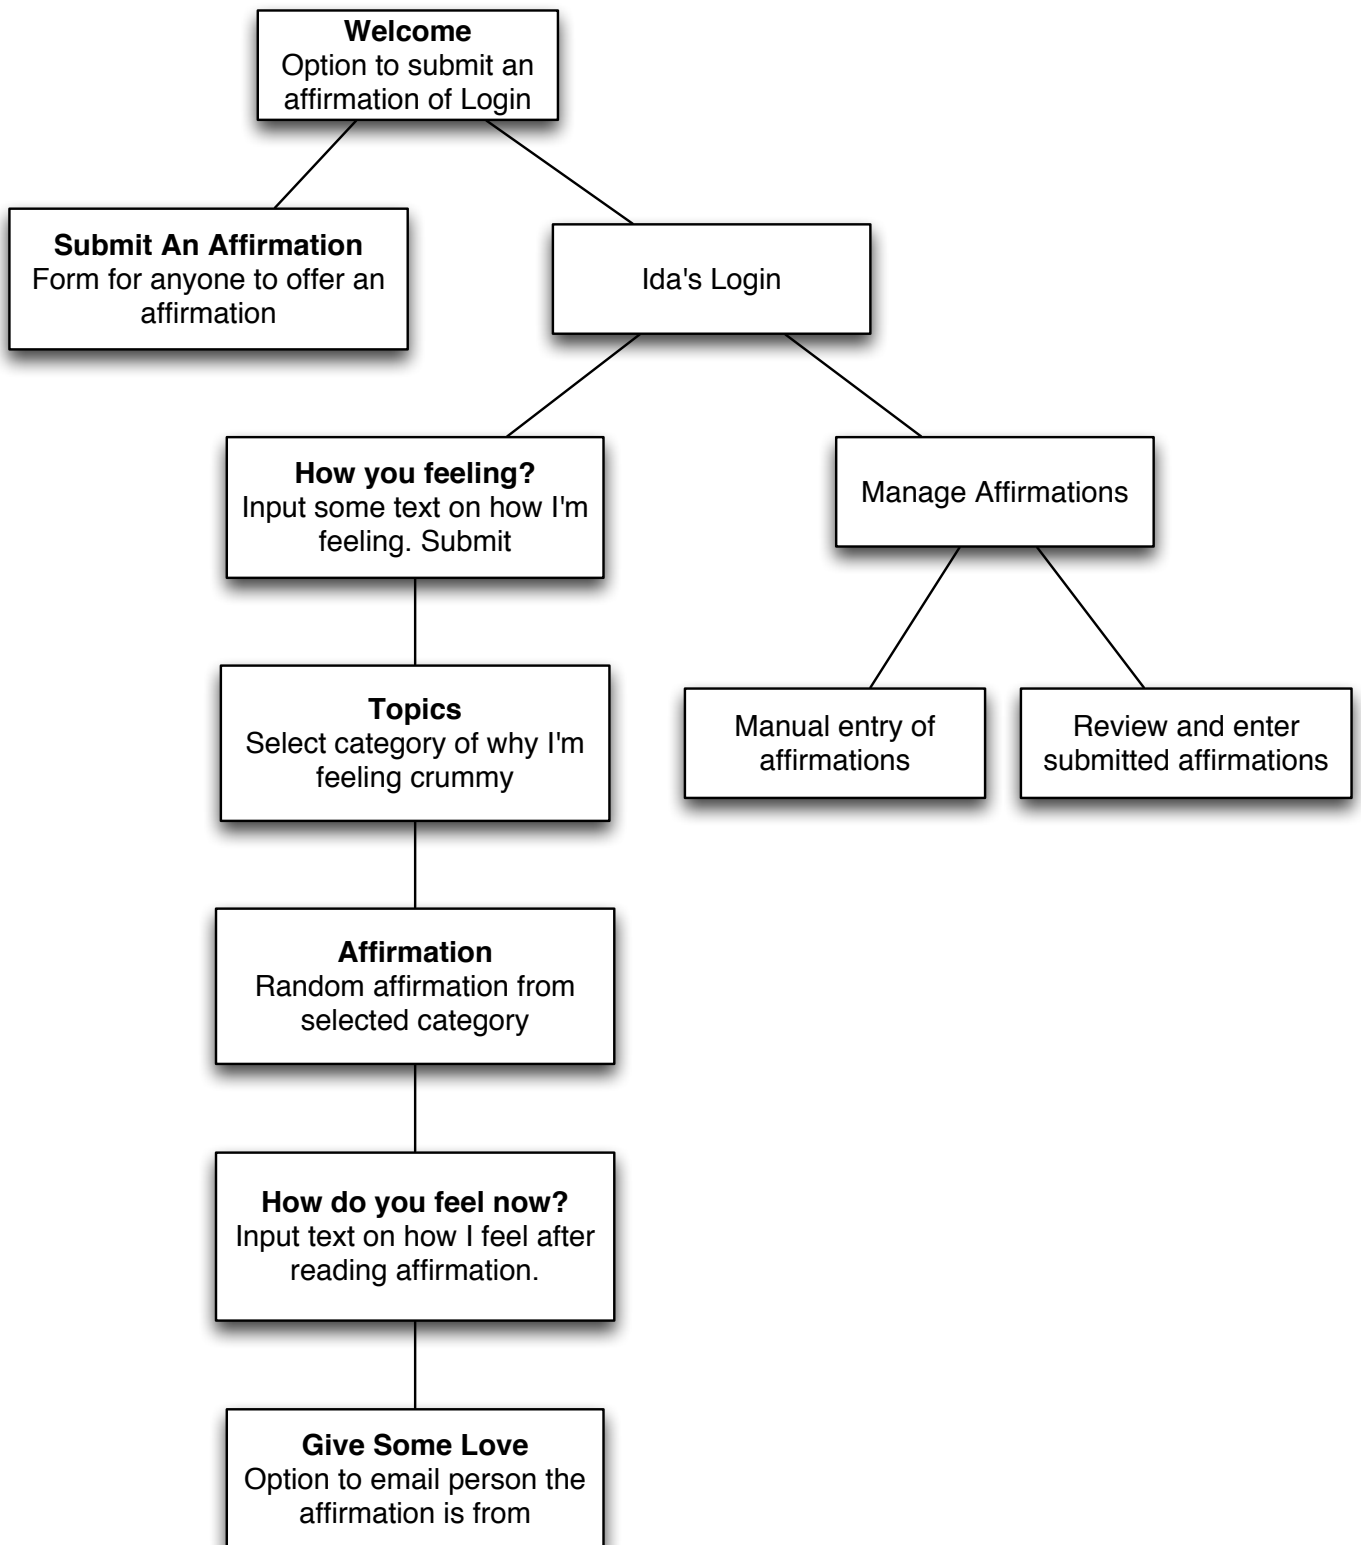 Welcome
Option to submit an
affirmation of Login
Submit An Affirmation
Form for anyone to offer an
affirmation
Ida's Login
How you feeling?
Input some text on how I'm
feeling. Submit
Manage Affirmations
Topics
Select category of why I'm
feeling crummy
Manual entry of
affirmations
Review and enter
submitted affirmations
Affirmation
Random affirmation from
selected category
How do you feel now?
Input text on how I feel after
reading affirmation.
Give Some Love
Option to email person the
affirmation is from